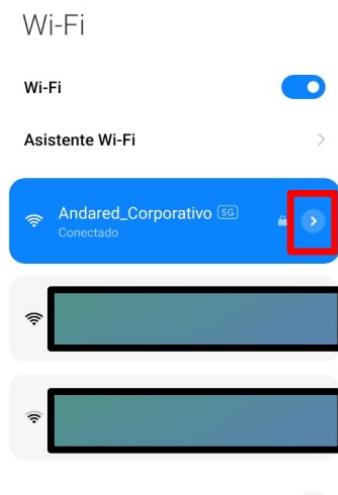 Wi-Fi
Wi-Fi
Asistente Wi-Fi
Andared_Corporativo 5G
Conectado